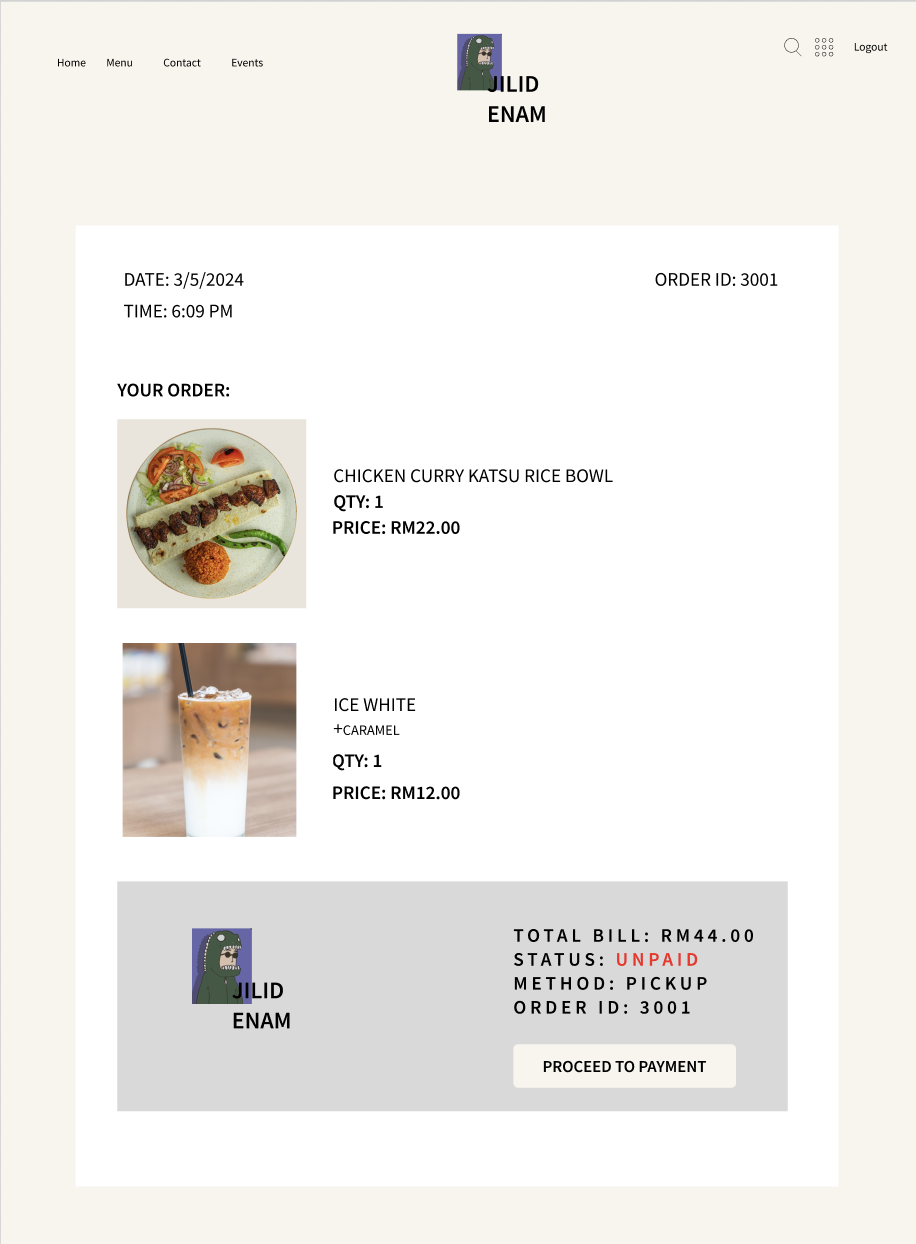 Home Menu Contact Events
JILID
ENAM
Logout
DATE: 3/5/2024
ORDER ID: 3001
TIME: 6:09 PM
YOUR ORDER:
CHICKEN CURRY KATSU RICE BOWL
QTY: 1
PRICE: RM22.00
ICE WHITE
+CARAMEL
QTY: 1
PRICE: RM12.00
JILID
ENAM
TOTAL BILL: RM44.00
STATUS: UNPAID
METHOD: PICKUP
ORDER ID: 3001
PROCEED TO PAYMENT